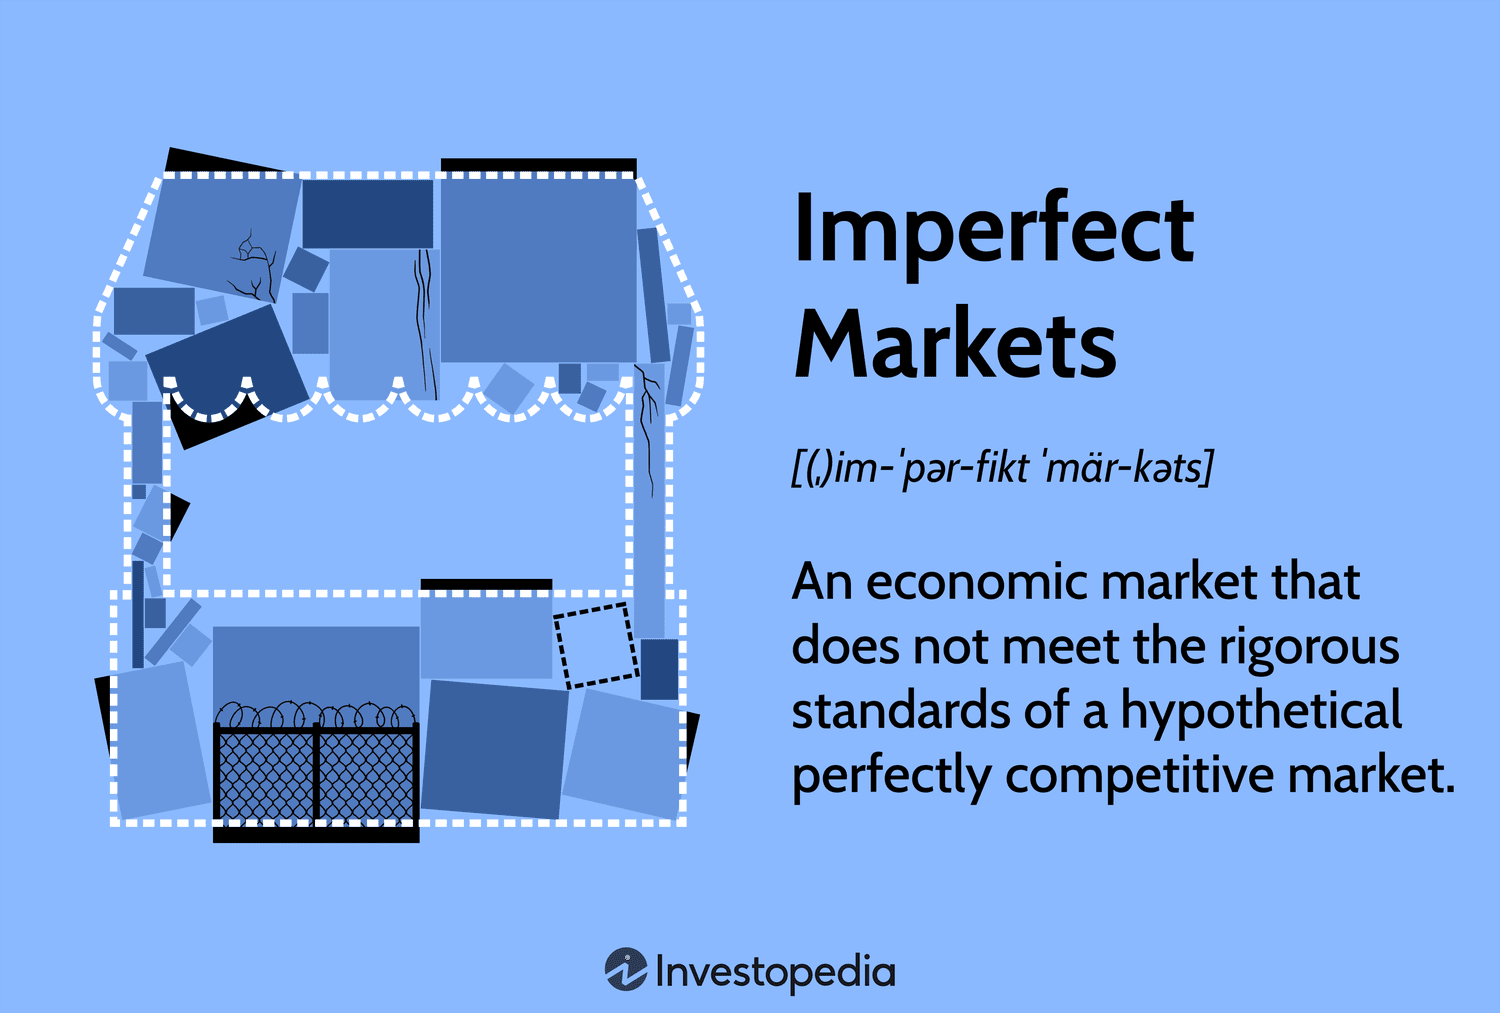 Imperfect
Markets
[(ˌ)im-ˈpər-fikt ˈmär-kəts]
An economic market that
does not meet the rigorous
standards of a hypothetical
perfectly competitive market.
Investopedia